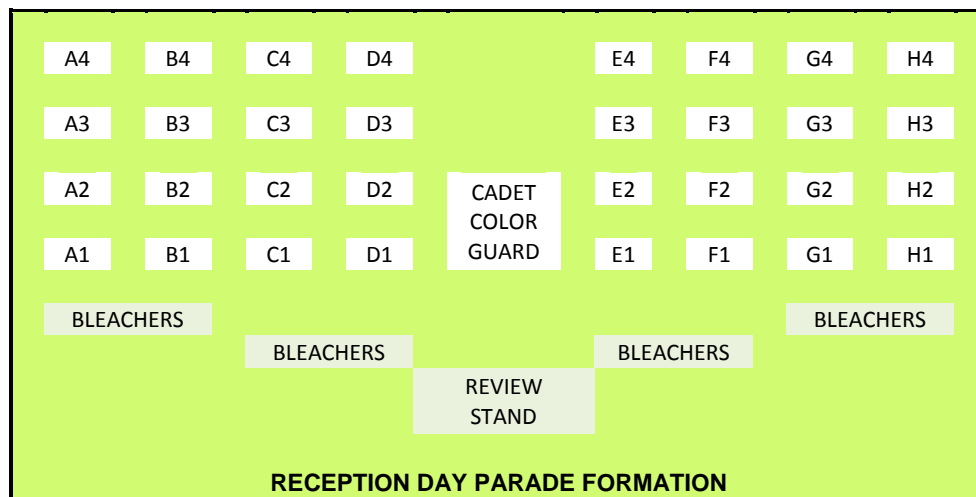 A4 B4 C4 D4 E4 F4 G4 H4
A3 B3 C3 D3 E3 F3 G3 H3
A2 B2 C2 D2 CADET E2 F2 G2 H2
COLOR
A1 B1 C1 D1 GUARD E1 F1 G1 H1
BLEACHERS BLEACHERS
BLEACHERS BLEACHERS
REVIEW
STAND
RECEPTION DAY PARADE FORMATION